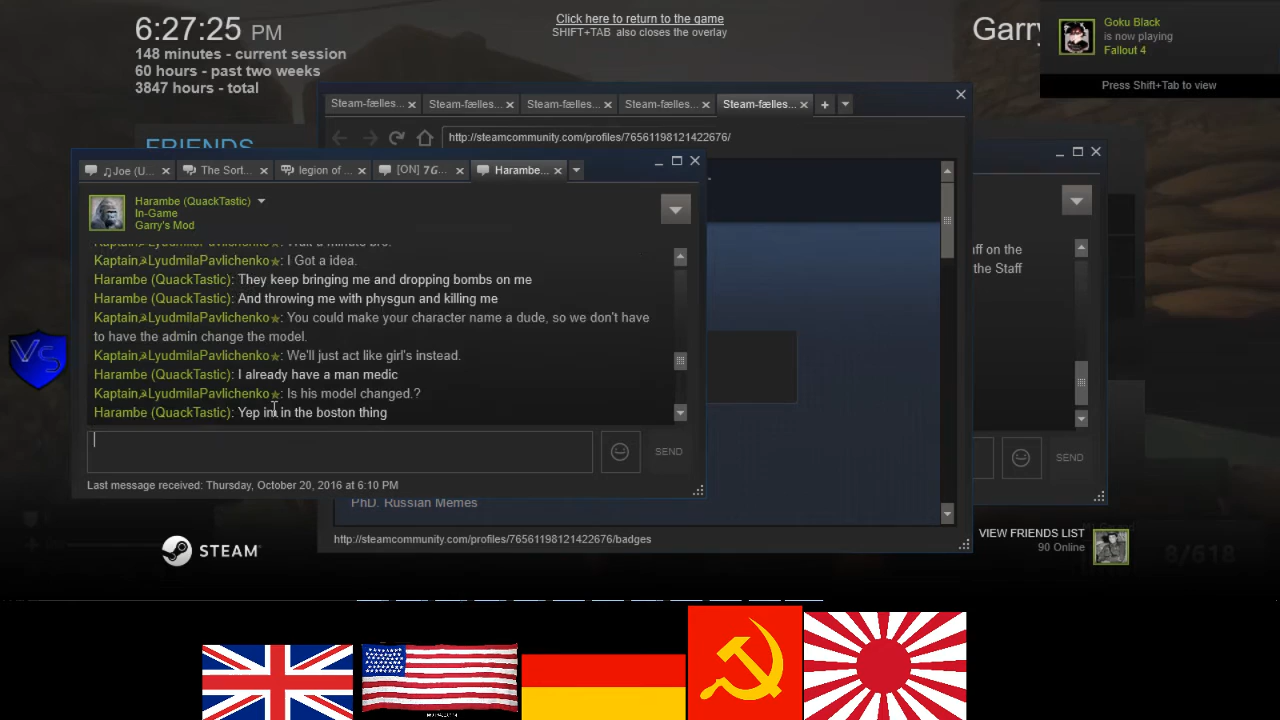 6:27:25 PM
148 minutes - current session
60 hours - past two weeks
3847 hours - total
Click here to return to the game
SHIFT+TAB also closes the overlay
Garry
Goku Black
is now playing
Fallout 4
Press Shift+Tab to view
FRIENDS
Steam-fælles...
Steam-fælles...
Steam-fælles...
Steam-fælles...
Steam-fælles...
http://steamcommunity.com/profiles/76561198121422676/
♫Joe (U...
The Sort...
legion of ...
[ON] 7G...
Harambe...
Harambe (QuackTastic)
In-Game
Garry's Mod
Kaptain☭LyudmilaPavlichenko★: Wait a minute bro.
Kaptain☭LyudmilaPavlichenko★: I Got a idea.
Harambe (QuackTastic): They keep bringing me and dropping bombs on me
Harambe (QuackTastic): And throwing me with physgun and killing me
Kaptain☭LyudmilaPavlichenko★: You could make your character name a dude, so we don't have
to have the admin change the model.
Kaptain☭LyudmilaPavlichenko★: We'll just act like girl's instead.
Harambe (QuackTastic): I already have a man medic
Kaptain☭LyudmilaPavlichenko★: Is his model changed.?
Harambe (QuackTastic): Yep im in the boston thing
SEND
Last message received: Thursday, October 20, 2016 at 6:10 PM
ff on the
the Staff
SEND
PhD. Russian Memes
http://steamcommunity.com/profiles/76561198121422676/badges
VS
STEAM
VIEW FRIENDS LIST
90 Online
8/618